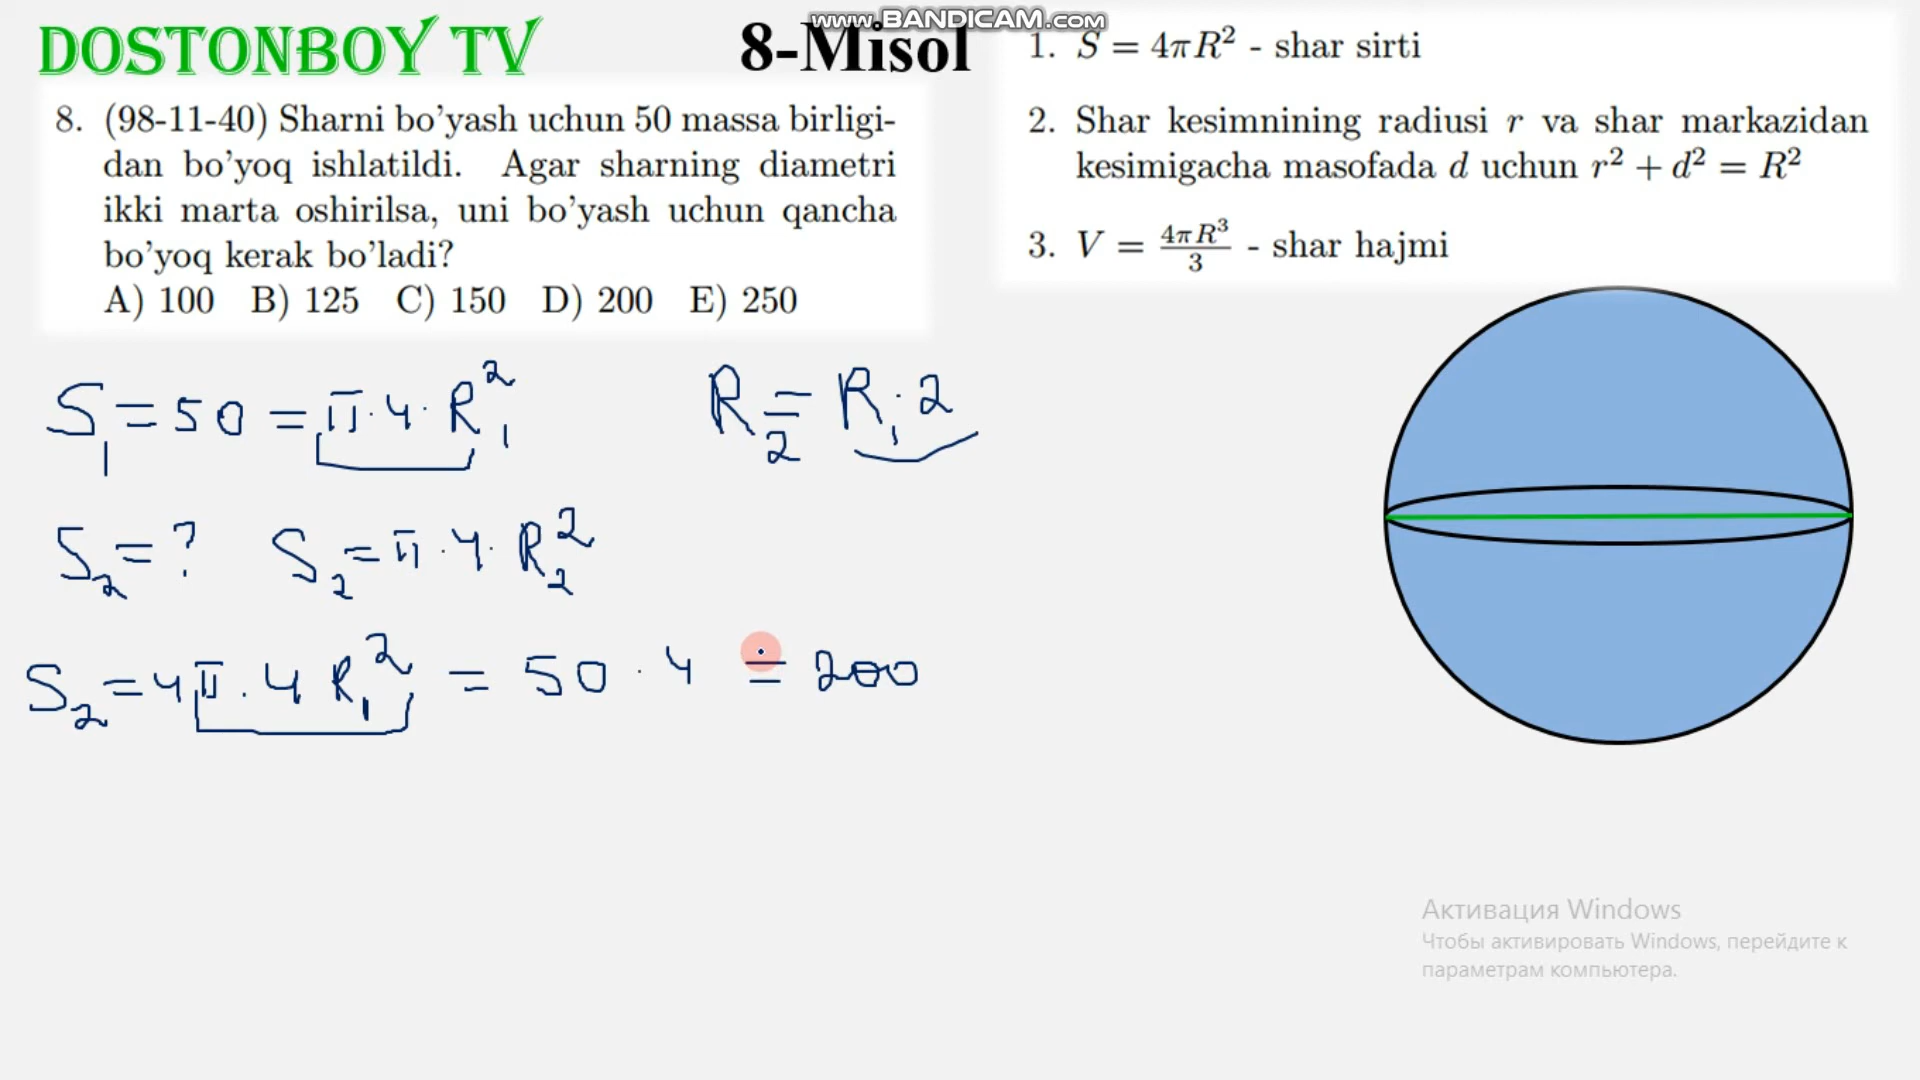 www.BANDICAM.com
DOSTONBOY TV
8-Misol
8. (98-11-40) Sharni bo'yash uchun 50 massa birligi-
dan bo'yoq ishlatildi. Agar sharning diametri
ikki marta oshirilsa, uni bo'yash uchun qancha
bo'yoq kerak bo'ladi?
A) 100 B) 125 C) 150 D) 200 E) 250
1. S = 4πR² - shar sirti
2. Shar kesimnining radiusi r va shar markazidan
kesimigacha masofada d uchun r² + d² = R²
3. V = 4πR³/3 - shar hajmi
S₁ = 50 = π · 4 · R₁²
R₂ = R₁ · 2
S₂ = ? S₂ = π · 4 · R₂²
S₂ = 4π · 4 R₁² = 50 · 4 = 200
Активация Windows
Чтобы активировать Windows, перейдите к
параметрам компьютера.